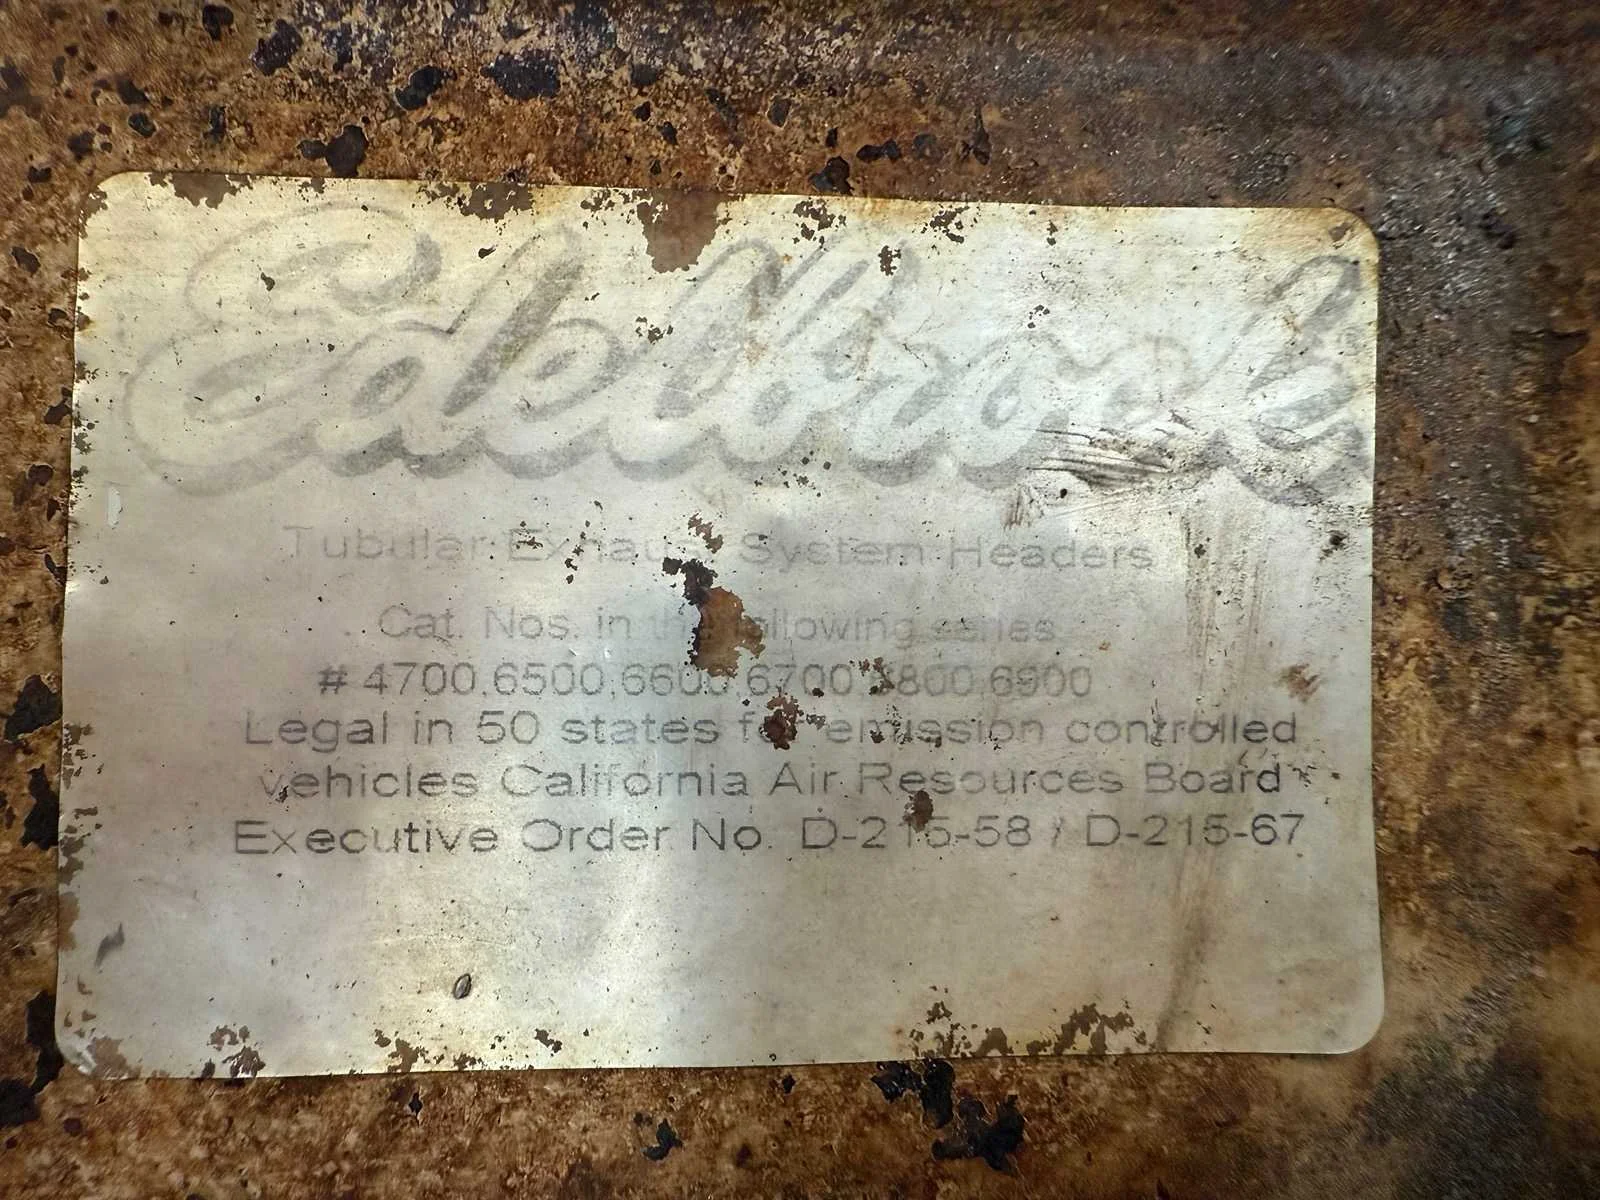 Edelbrock
Tubular Exhaust System Headers
Cat. Nos. in the following series
# 4700,6500,6600,6700,6800,6900
Legal in 50 states for emission controlled
vehicles California Air Resources Board
Executive Order No. D-215-58 / D-215-67